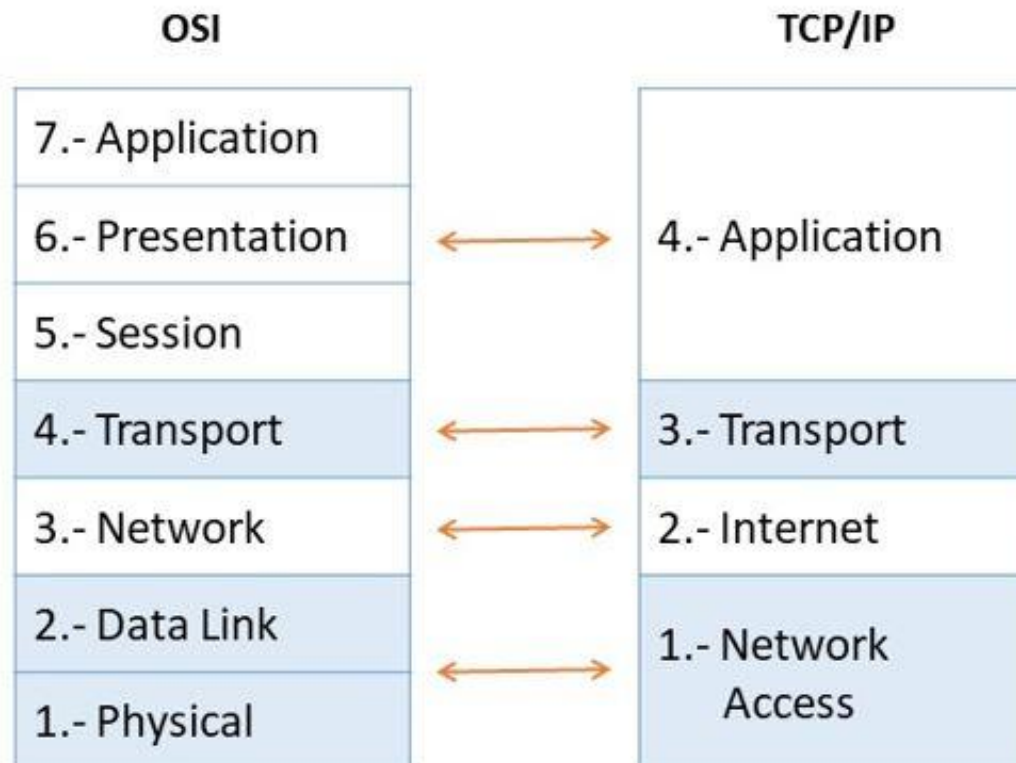 OSI
TCP/IP
7.- Application
6.- Presentation
5.- Session
4.- Transport
3.- Network
2.- Data Link
1.- Physical
4.- Application
3.- Transport
2.- Internet
1.- Network
Access